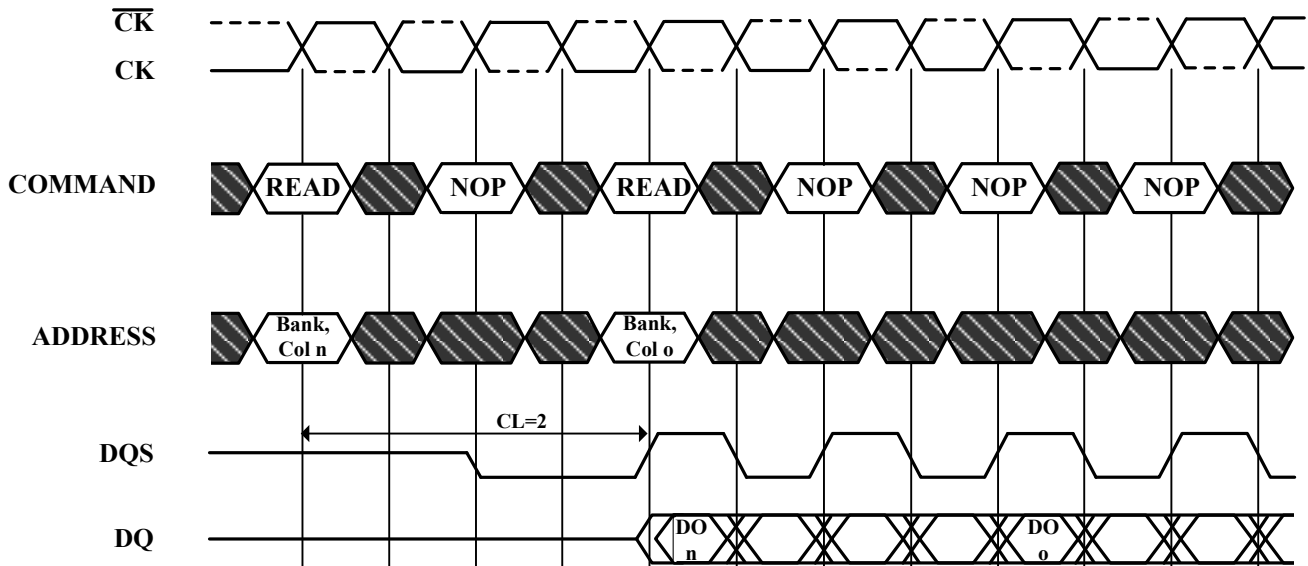 CK
CK
COMMAND READ NOP READ NOP NOP NOP
ADDRESS Bank, Col n Bank, Col o
CL=2
DQS
DQ DO n DO o